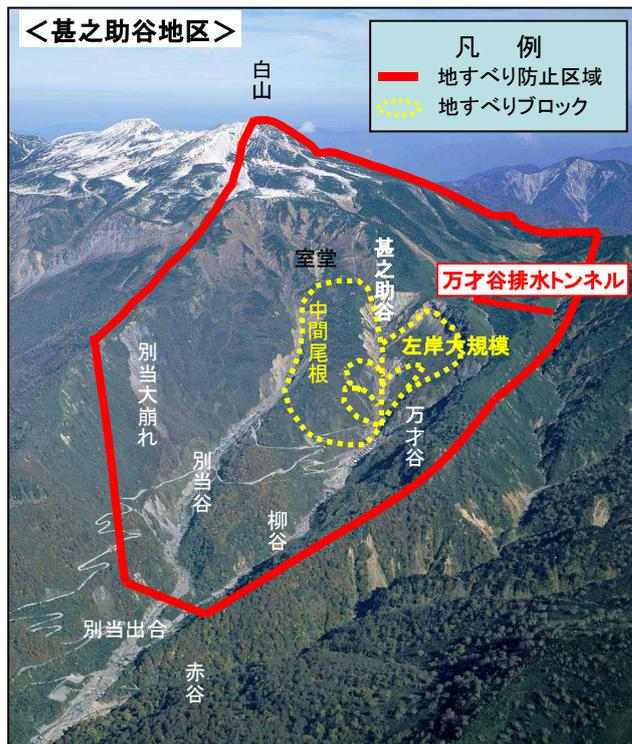 <甚之助谷地区>
凡 例
地すべり防止区域
地すべりブロック
白山
室堂
甚之助谷
万才谷排水トンネル
中間尾根
左岸大規模
別当大崩れ
万才谷
別当谷
柳谷
別当出合
赤谷